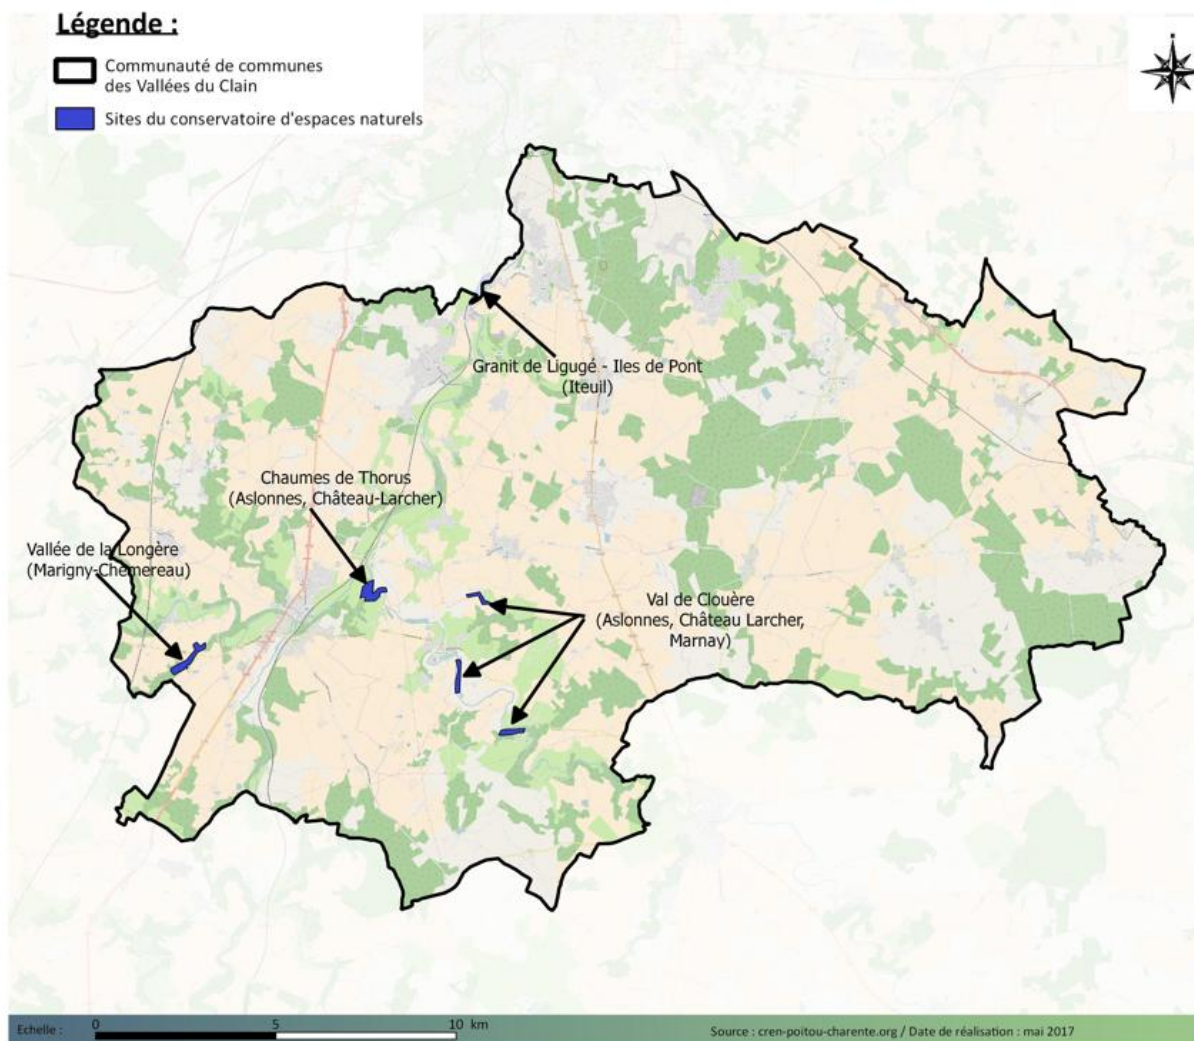 Légende :
Communauté de communes
des Vallées du Clain
Sites du conservatoire d'espaces naturels
Granit de Ligugé - Iles de Pont
(Iteuil)
Chaumes de Thorus
(Aslonnes, Château-Larcher)
Vallée de la Longère
(Marigny-Chemereau)
Val de Clouère
(Aslonnes, Château Larcher,
Marnay)
Echelle :
0
5
10 km
Source : cren-poitou-charente.org / Date de réalisation : mai 2017